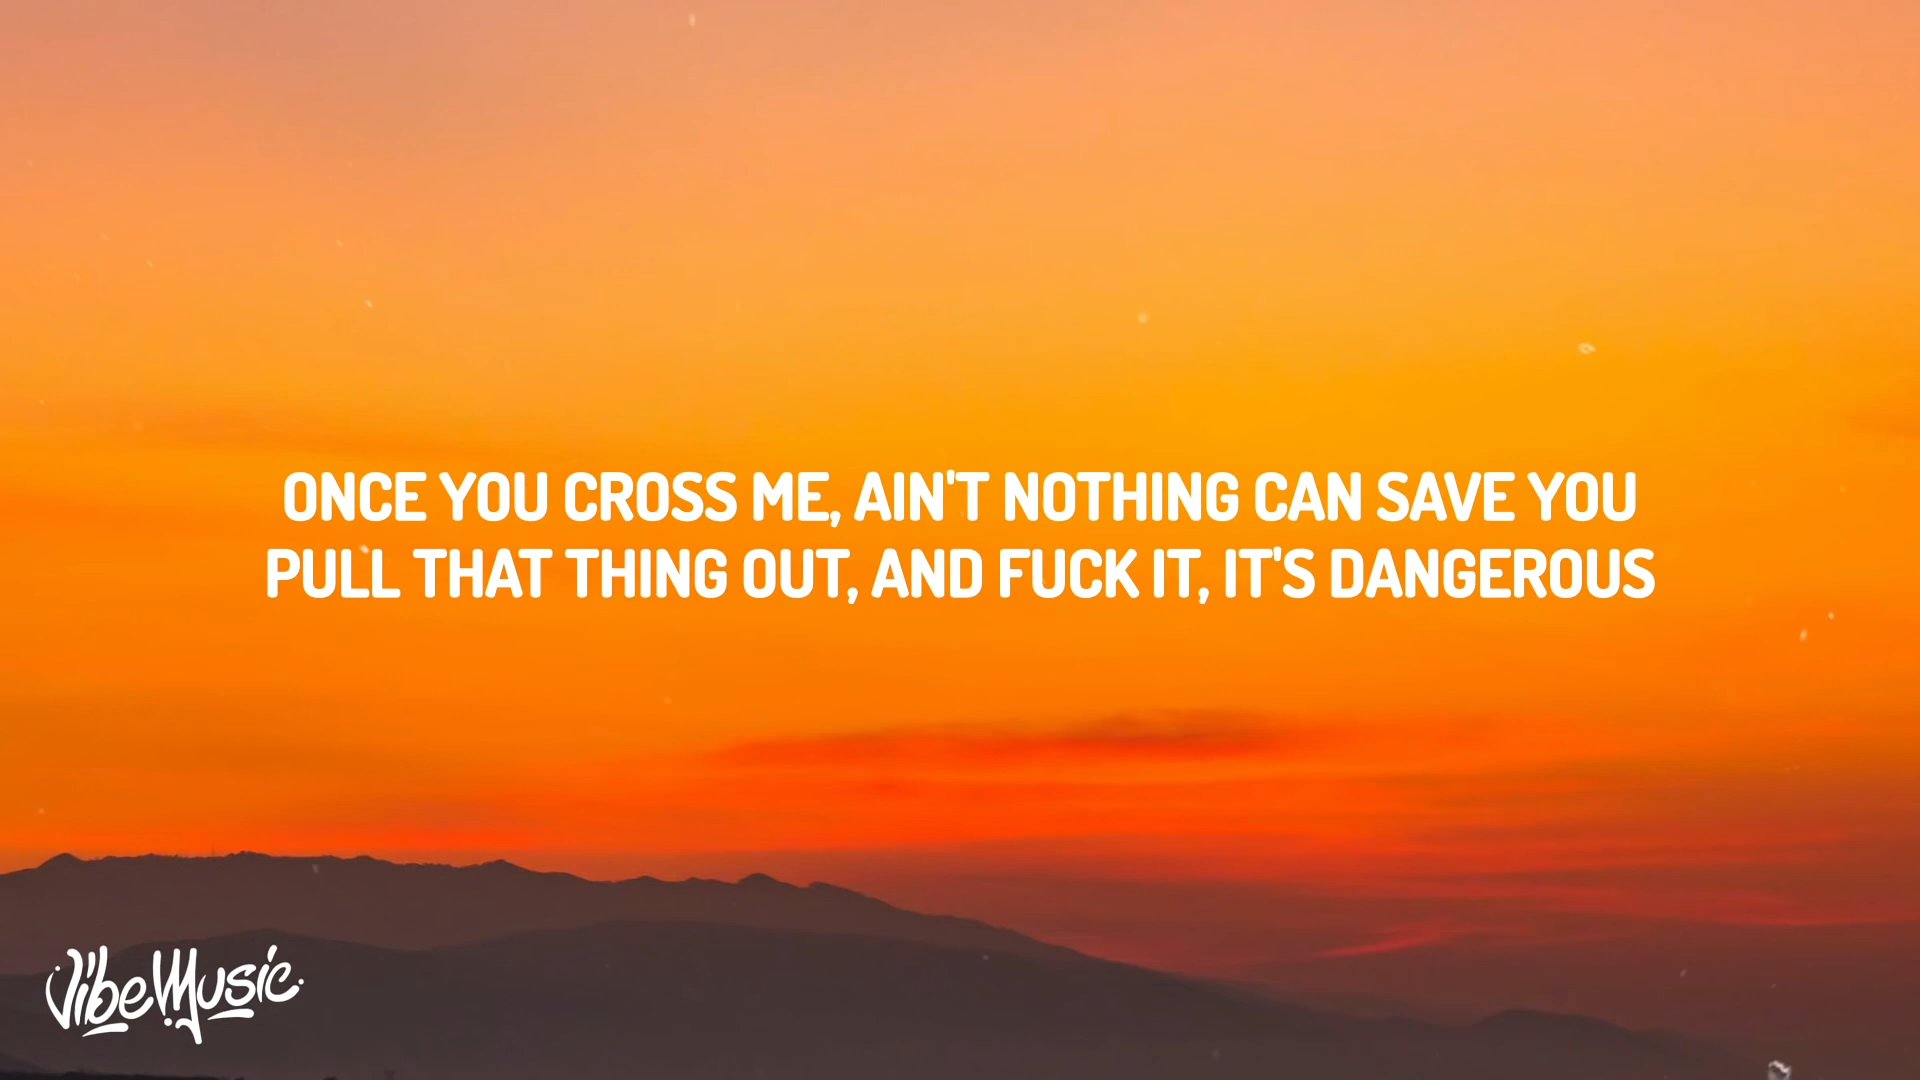 ONCE YOU CROSS ME, AIN'T NOTHING CAN SAVE YOU
PULL THAT THING OUT, AND FUCK IT, IT'S DANGEROUS
VibeMusic